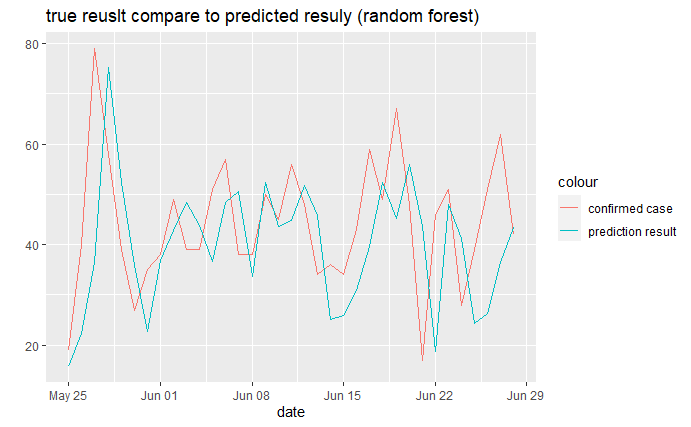 true reuslt compare to predicted resuly (random forest)
80
60
40
20
May 25 Jun 01 Jun 08 Jun 15 Jun 22 Jun 29
date
colour
confirmed case
prediction result